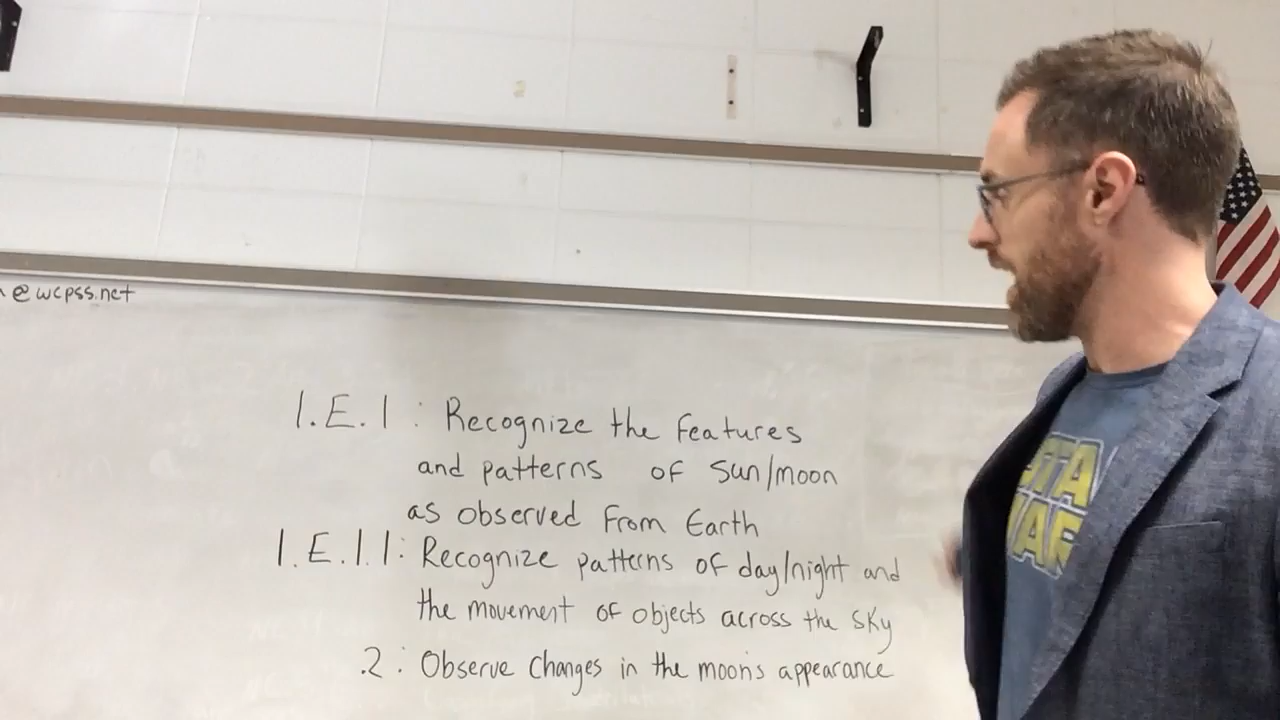 @wcpss.net
1.E.1: Recognize the features
and patterns of sun/moon
as observed from Earth
1.E.1.1: Recognize patterns of day/night and
the movement of objects across the sky
.2: Observe changes in the moon's appearance
STAR
WARS